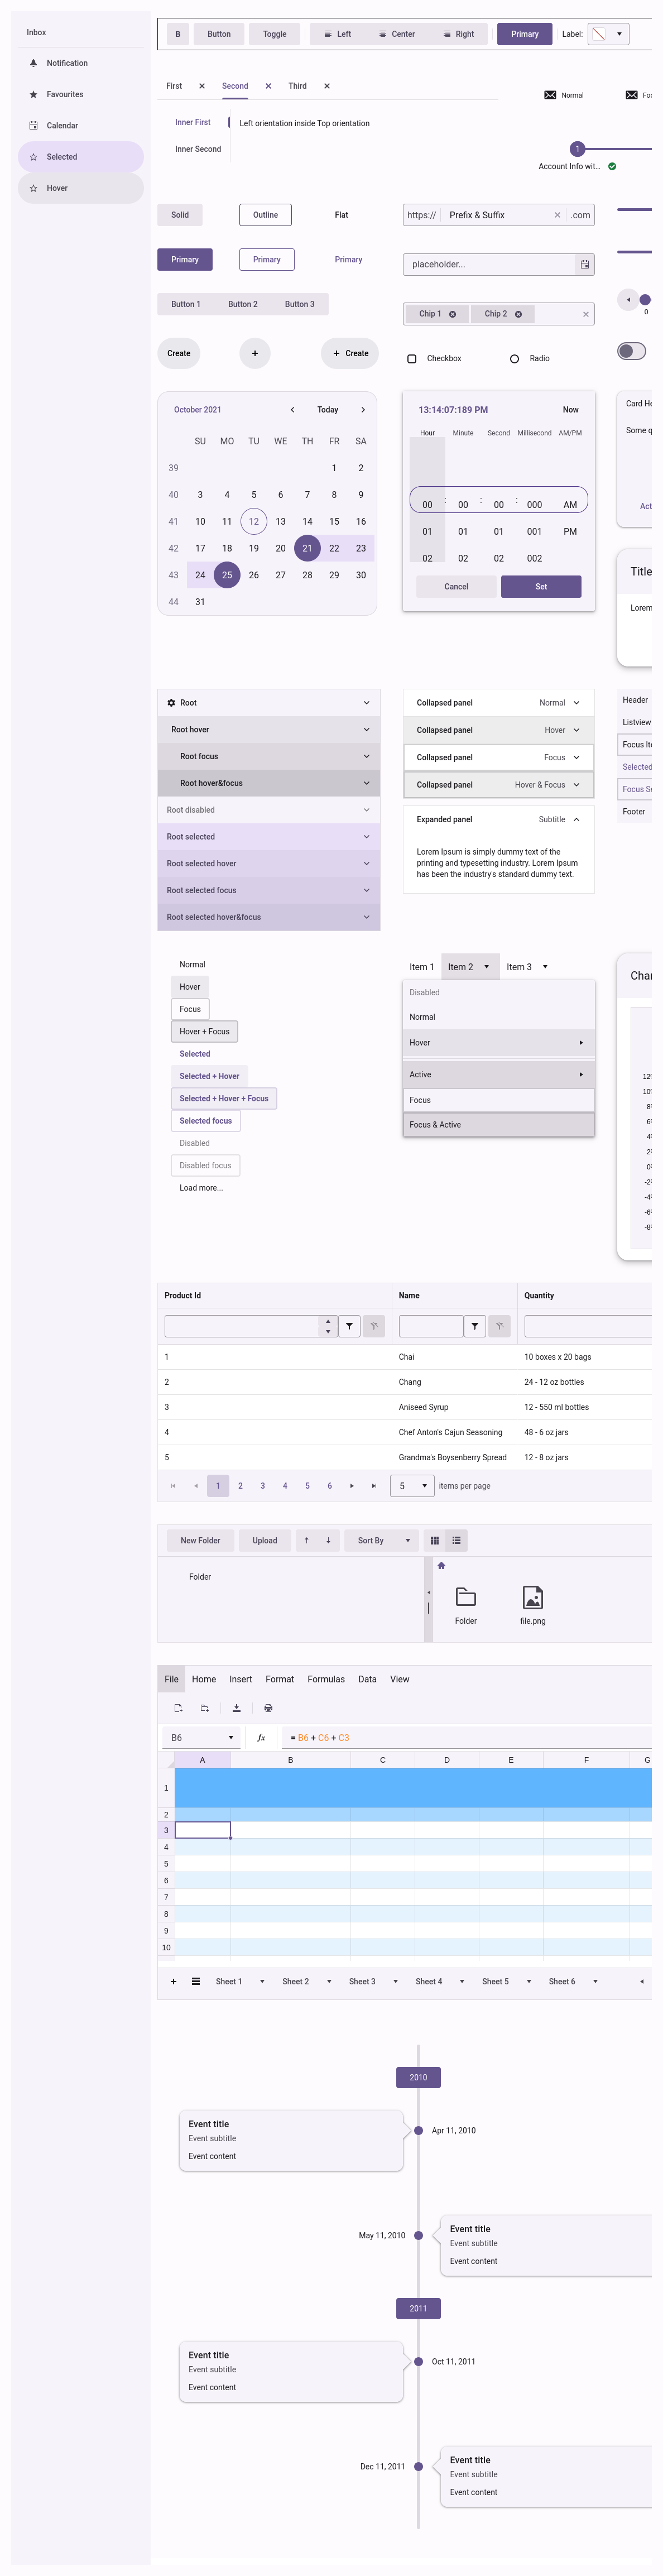 Inbox
Notification
Favourites
Calendar
Selected
Hover
B Button Toggle Left Center Right Primary Label:
First Second Third
Inner First
Inner Second
Left orientation inside Top orientation
Normal
1
Account Info wit...
Solid Outline Flat
Primary Primary Primary
Button 1 Button 2 Button 3
Create + + Create
https:// Prefix & Suffix .com
placeholder...
Chip 1 Chip 2
Checkbox Radio
0
October 2021 Today
SU MO TU WE TH FR SA
39 1 2
40 3 4 5 6 7 8 9
41 10 11 12 13 14 15 16
42 17 18 19 20 21 22 23
43 24 25 26 27 28 29 30
44 31
13:14:07:189 PM Now
Hour Minute Second Millisecond AM/PM
00 : 00 : 00 : 000 AM
01 01 01 001 PM
02 02 02 002
Cancel Set
Card He
Some q
Act
Title
Lorem
Root
Root hover
Root focus
Root hover&focus
Root disabled
Root selected
Root selected hover
Root selected focus
Root selected hover&focus
Collapsed panel Normal
Collapsed panel Hover
Collapsed panel Focus
Collapsed panel Hover & Focus
Expanded panel Subtitle
Lorem Ipsum is simply dummy text of the
printing and typesetting industry. Lorem Ipsum
has been the industry's standard dummy text.
Header
Listview
Focus Ite
Selected
Focus Se
Footer
Normal
Hover
Focus
Hover + Focus
Selected
Selected + Hover
Selected + Hover + Focus
Selected focus
Disabled
Disabled focus
Load more...
Item 1 Item 2 Item 3
Disabled
Normal
Hover
Active
Focus
Focus & Active
Char
12
10
8
6
4
2
0
-2
-4
-6
-8
Product Id Name Quantity
1 Chai 10 boxes x 20 bags
2 Chang 24 - 12 oz bottles
3 Aniseed Syrup 12 - 550 ml bottles
4 Chef Anton's Cajun Seasoning 48 - 6 oz jars
5 Grandma's Boysenberry Spread 12 - 8 oz jars
1 2 3 4 5 6 5 items per page
New Folder Upload Sort By
Folder
Folder file.png
File Home Insert Format Formulas Data View
B6 fx = B6 + C6 + C3
A B C D E F G
1
2
3
4
5
6
7
8
9
10
+ Sheet 1 Sheet 2 Sheet 3 Sheet 4 Sheet 5 Sheet 6
2010
Event title
Event subtitle
Event content
Apr 11, 2010
May 11, 2010
Event title
Event subtitle
Event content
2011
Event title
Event subtitle
Event content
Oct 11, 2011
Dec 11, 2011
Event title
Event subtitle
Event content